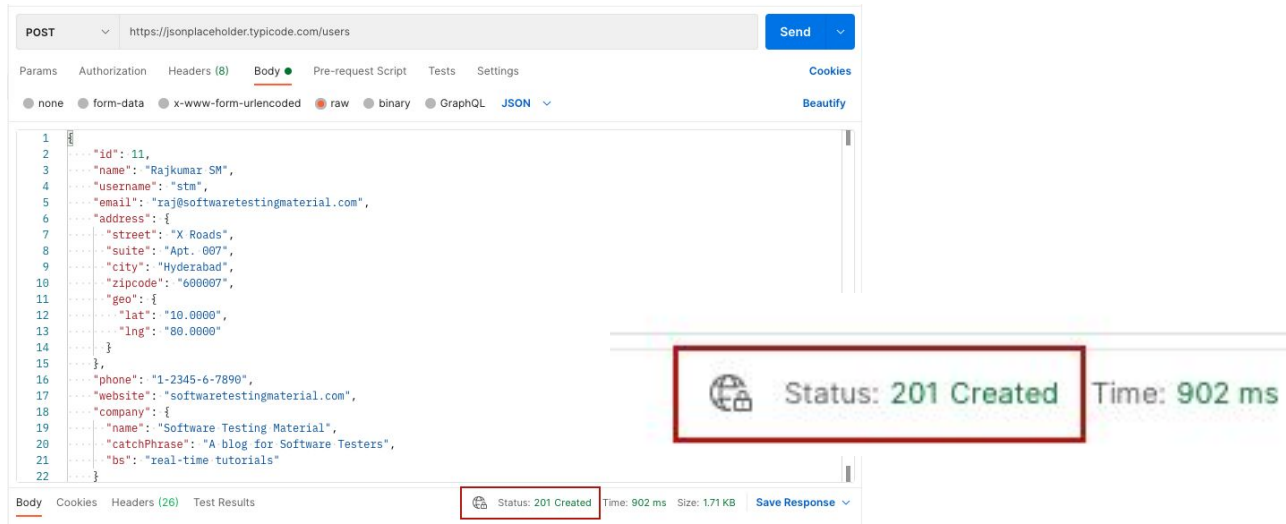 POST https://jsonplaceholder.typicode.com/users Send
Params Authorization Headers (8) Body Pre-request Script Tests Settings Cookies
none form-data x-www-form-urlencoded raw binary GraphQL JSON Beautify
1 {
2 "id": 11,
3 "name": "Rajkumar SM",
4 "username": "stm",
5 "email": "raj@softwaretestingmaterial.com",
6 "address": {
7 "street": "X Roads",
8 "suite": "Apt. 007",
9 "city": "Hyderabad",
10 "zipcode": "600007",
11 "geo": {
12 "lat": "10.0000",
13 "lng": "80.0000"
14 }
15 },
16 "phone": "1-2345-6-7890",
17 "website": "softwaretestingmaterial.com",
18 "company": {
19 "name": "Software Testing Material",
20 "catchPhrase": "A blog for Software Testers",
21 "bs": "real-time tutorials"
22 }
Body Cookies Headers (26) Test Results Status: 201 Created Time: 902 ms Size: 1.71 KB Save Response
Status: 201 Created Time: 902 ms